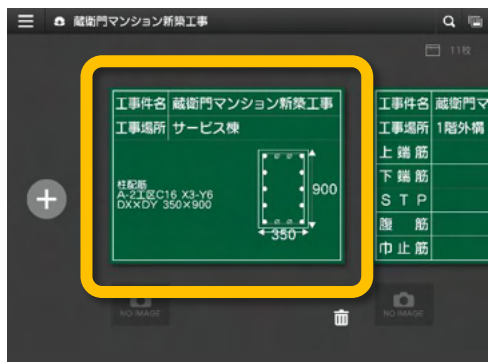 蔵衛門マンション新築工事
11枚
工事件名 蔵衛門マンション新築工事
工事場所 サービス棟
柱配筋
A-2工区C16 X3-Y6
DX×DY 350×900
900
350
工事件名 蔵衛門マ
工事場所 1階外構
上端筋
下端筋
STP
腹 筋
巾止筋
NO IMAGE
NO IMAGE